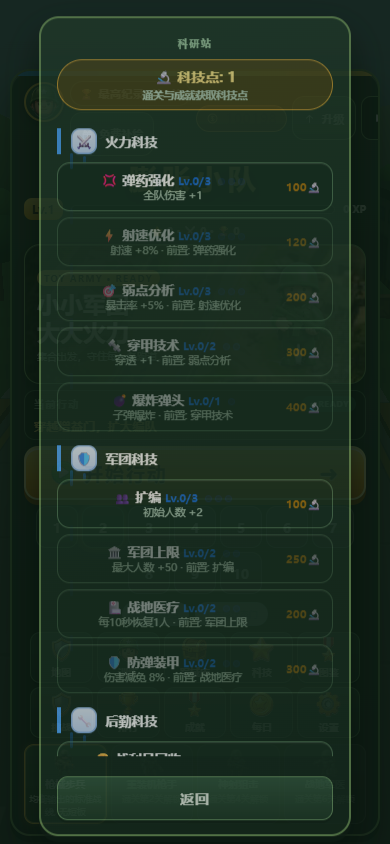 科研站
科技点: 1
通关与成就获取科技点
火力科技
弹药强化 Lv.0/3
全队伤害 +1
100
射速优化 Lv.0/3
射速 +8% · 前置: 弹药强化
120
弱点分析 Lv.0/3
暴击率 +5% · 前置: 射速优化
200
穿甲技术 Lv.0/2
穿透 +1 · 前置: 弱点分析
300
爆炸弹头 Lv.0/1
子弹爆炸 · 前置: 穿甲技术
400
军团科技
扩编 Lv.0/3
初始人数 +2
100
军团上限 Lv.0/2
最大人数 +50 · 前置: 扩编
250
战地医疗 Lv.0/2
每10秒恢复1人 · 前置: 军团上限
200
防弹装甲 Lv.0/2
伤害减免 8% · 前置: 战地医疗
300
后勤科技
返回